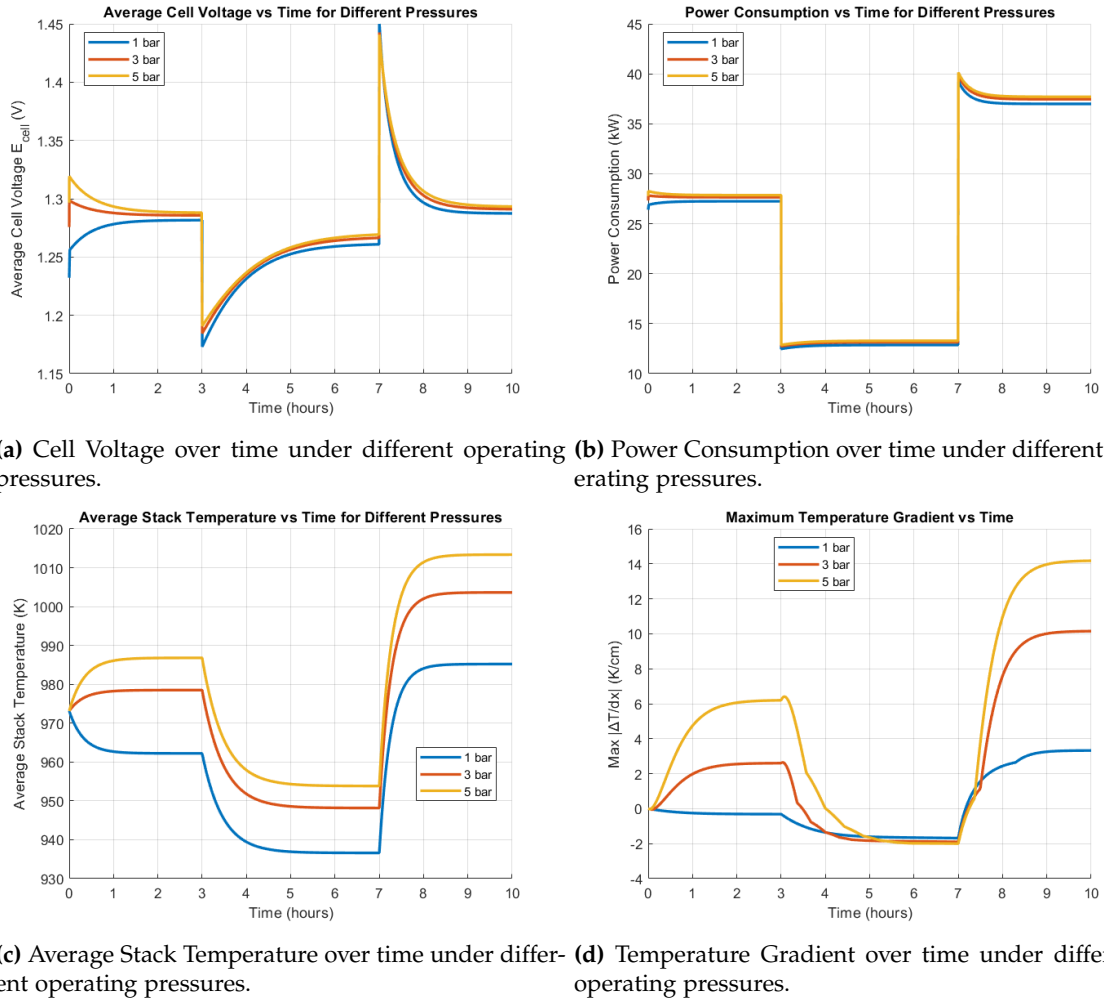 Average Cell Voltage vs Time for Different Pressures
1 bar
3 bar
5 bar
Average Cell Voltage E_cell (V)
1.45
1.4
1.35
1.3
1.25
1.2
1.15
0 1 2 3 4 5 6 7 8 9 10
Time (hours)
Power Consumption vs Time for Different Pressures
1 bar
3 bar
5 bar
Power Consumption (kW)
45
40
35
30
25
20
15
10
0 1 2 3 4 5 6 7 8 9 10
Time (hours)
(a) Cell Voltage over time under different operating
pressures.
(b) Power Consumption over time under different
erating pressures.
Average Stack Temperature vs Time for Different Pressures
Average Stack Temperature (K)
1020
1010
1000
990
980
970
960
950
940
930
1 bar
3 bar
5 bar
0 1 2 3 4 5 6 7 8 9 10
Time (hours)
Maximum Temperature Gradient vs Time
1 bar
3 bar
5 bar
Max |ΔT/dx| (K/cm)
16
14
12
10
8
6
4
2
0
-2
-4
0 1 2 3 4 5 6 7 8 9 10
Time (hours)
(c) Average Stack Temperature over time under differ-
ent operating pressures.
(d) Temperature Gradient over time under differ
operating pressures.